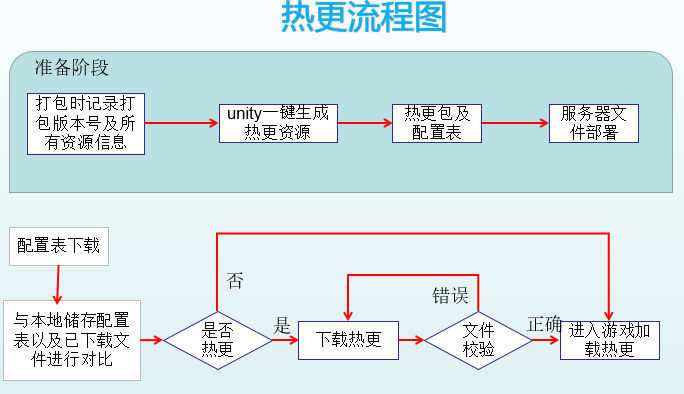 热更流程图
准备阶段
打包时记录打
包版本号及所
有资源信息
unity一键生成
热更资源
热更包及
配置表
服务器文
件部署
配置表下载
与本地储存配置
表以及已下载文
件进行对比
否
是否
热更
是
下载热更
错误
文件
校验
正确
进入游戏加
载热更